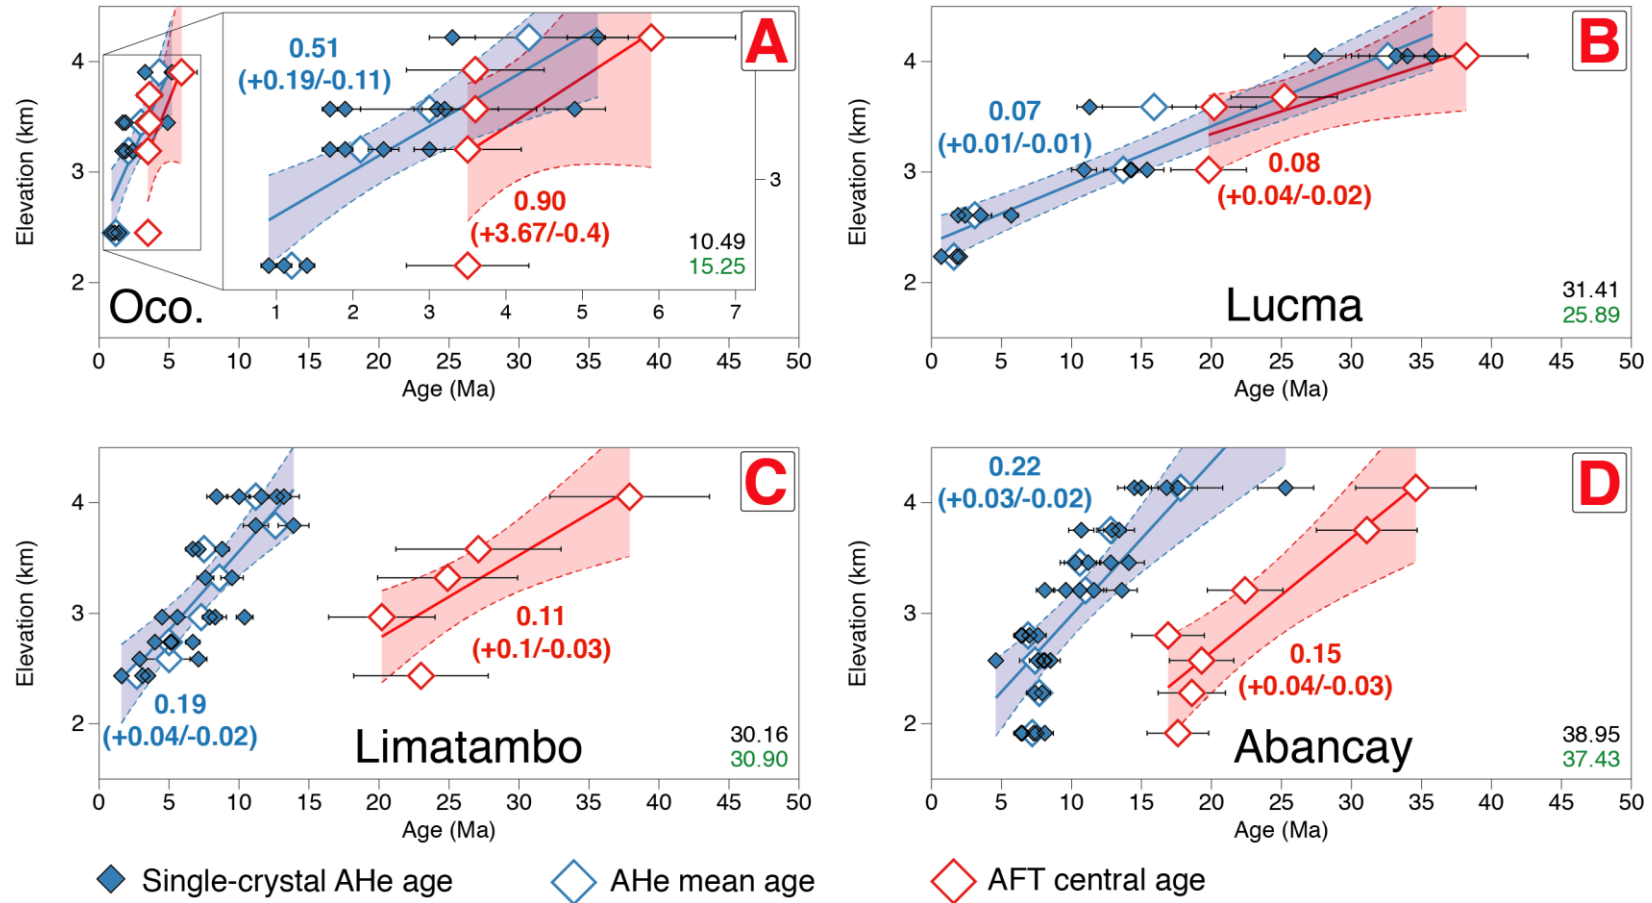 A
0.51
(+0.19/-0.11)
0.90
(+3.67/-0.4)
10.49
15.25
Oco.
1 2 3 4 5 6 7
3
4
3
2
Elevation (km)
0 5 10 15 20 25 30 35 40 45 50
Age (Ma)
B
0.07
(+0.01/-0.01)
0.08
(+0.04/-0.02)
31.41
25.89
Lucma
4
3
2
Elevation (km)
0 5 10 15 20 25 30 35 40 45 50
Age (Ma)
C
0.11
(+0.1/-0.03)
0.19
(+0.04/-0.02)
30.16
30.90
Limatambo
4
3
2
Elevation (km)
0 5 10 15 20 25 30 35 40 45 50
Age (Ma)
D
0.22
(+0.03/-0.02)
0.15
(+0.04/-0.03)
38.95
37.43
Abancay
4
3
2
Elevation (km)
0 5 10 15 20 25 30 35 40 45 50
Age (Ma)
Single-crystal AHe age
AHe mean age
AFT central age